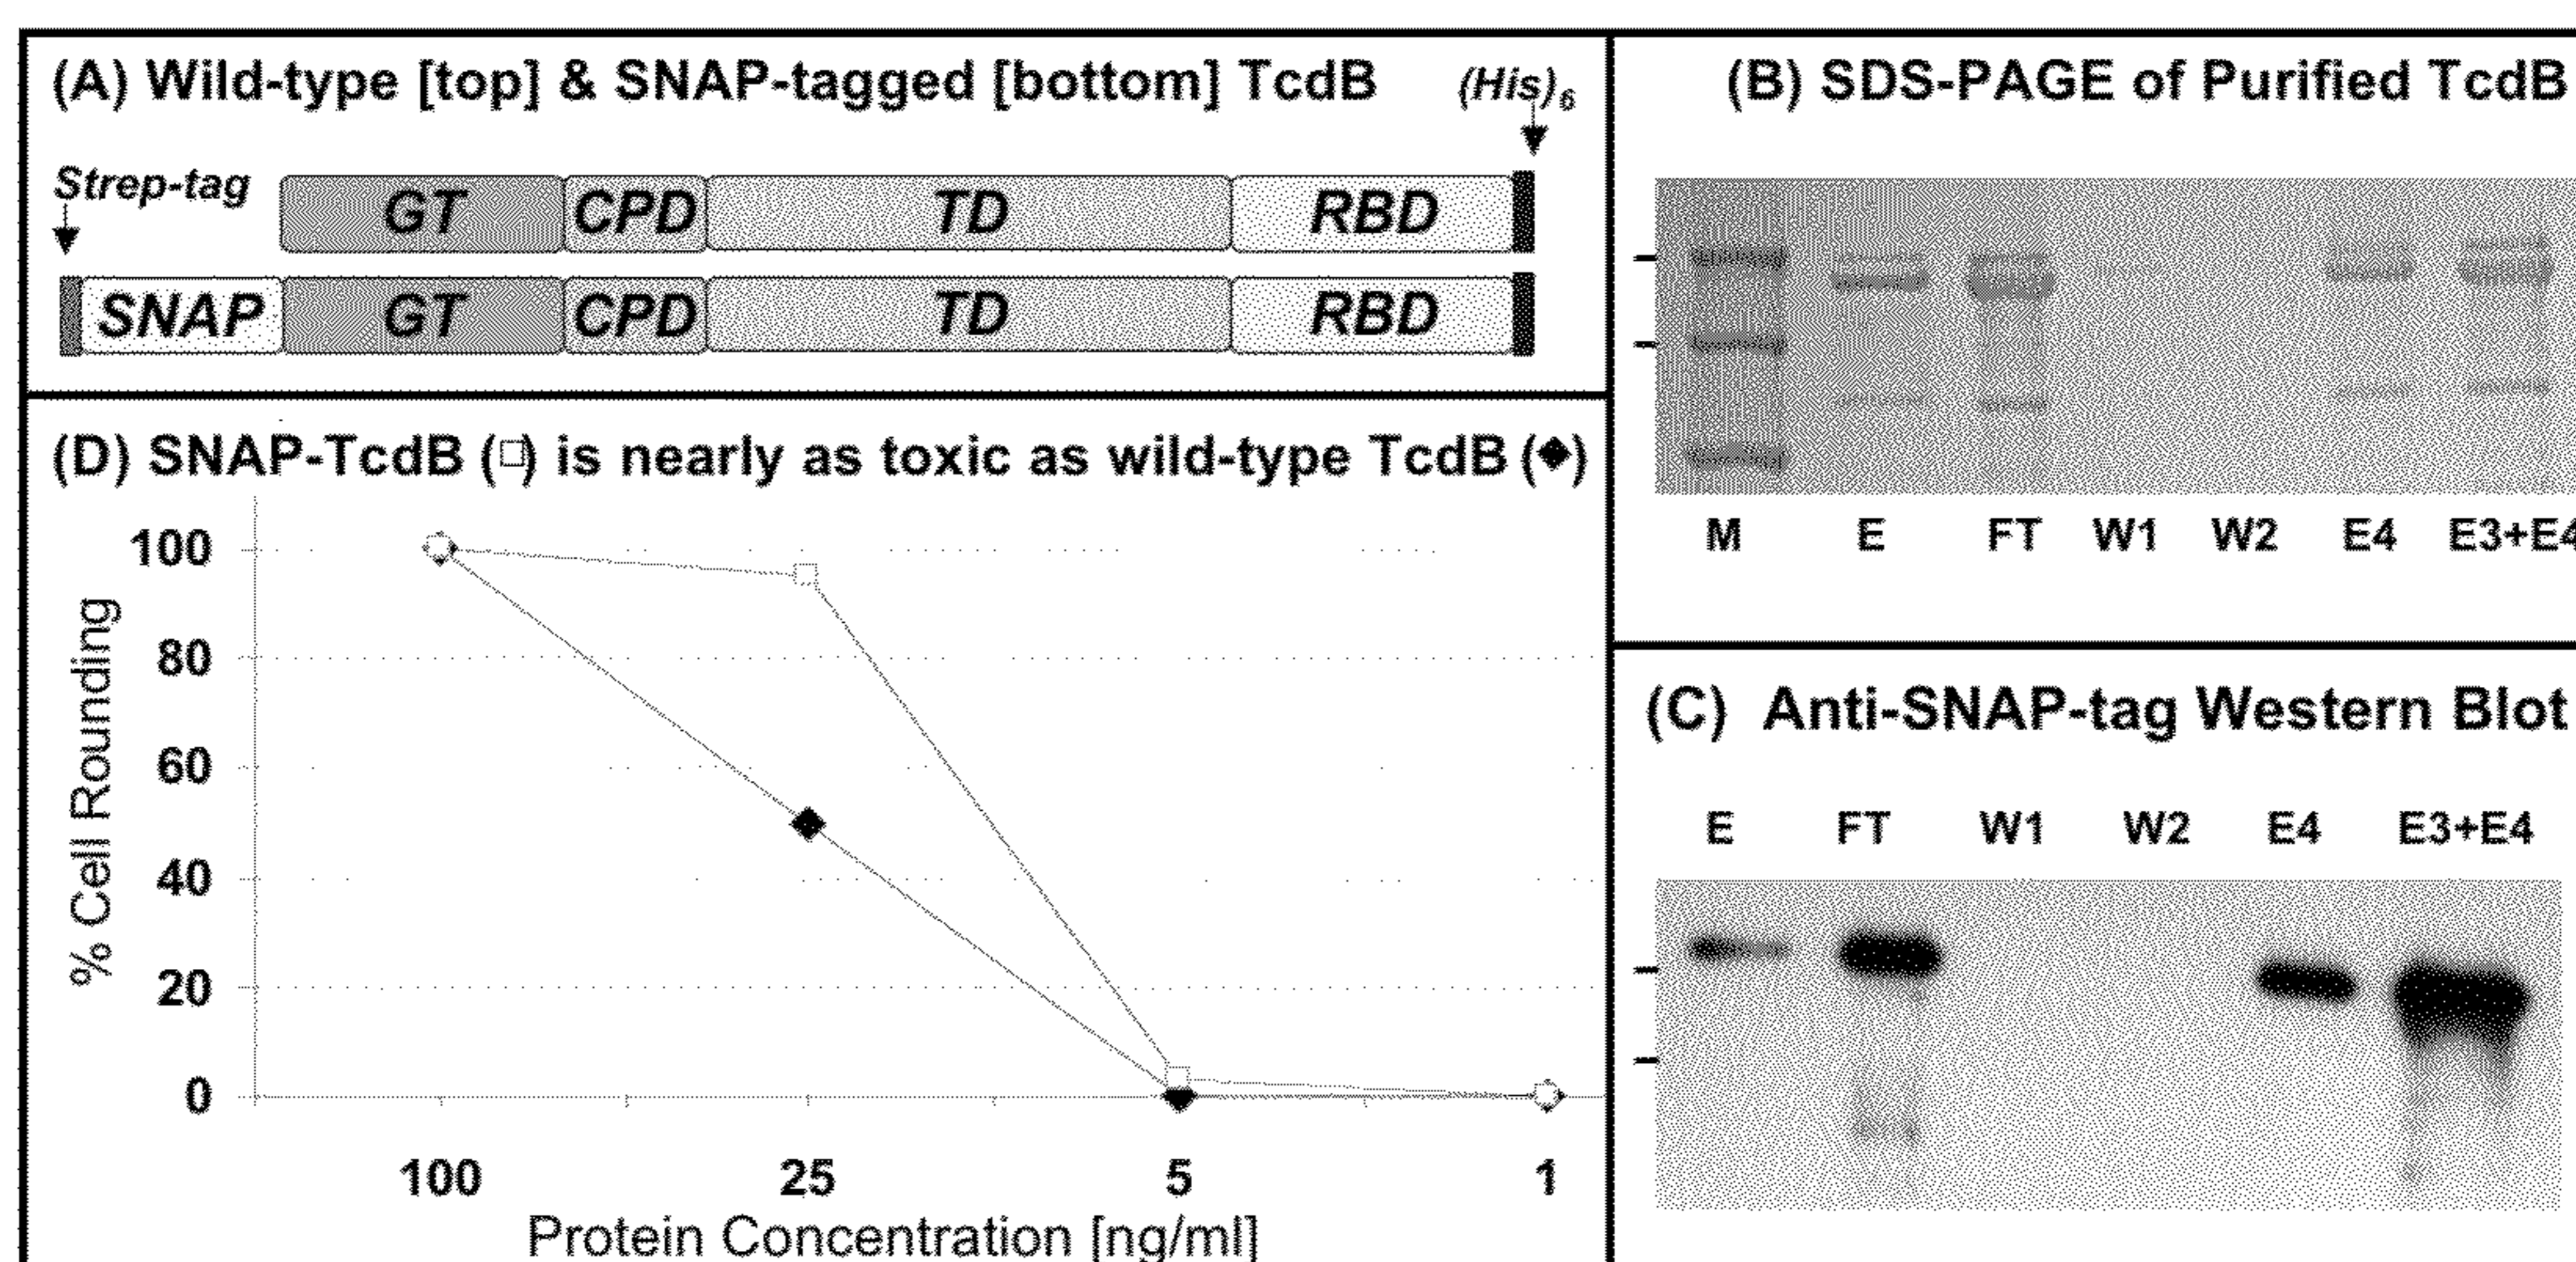 (A) Wild-type [top] & SNAP-tagged [bottom] TcdB
(His)6
Strep-tag
GT CPD TD RBD
SNAP GT CPD TD RBD
(B) SDS-PAGE of Purified TcdB
M E FT W1 W2 E4 E3+E4
(C) Anti-SNAP-tag Western Blot
E FT W1 W2 E4 E3+E4
(D) SNAP-TcdB (□) is nearly as toxic as wild-type TcdB (◆)
% Cell Rounding
100
80
60
40
20
0
100 25 5 1
Protein Concentration [ng/ml]